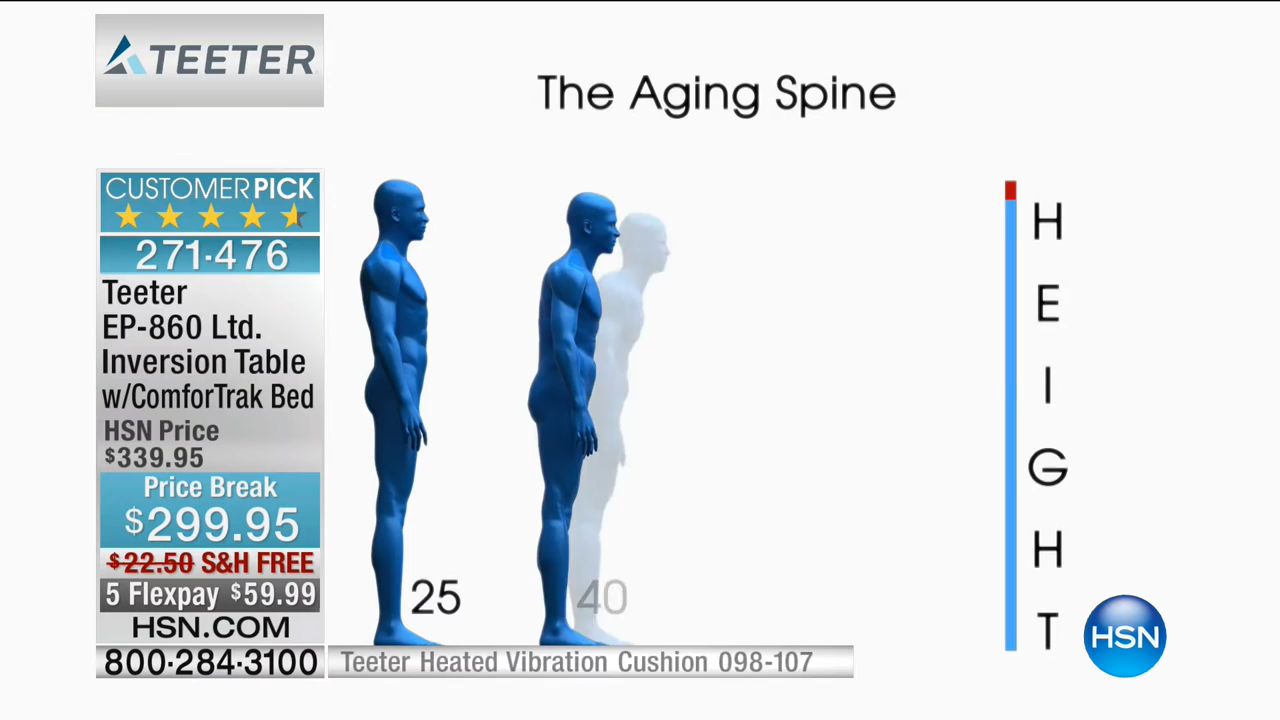 TEETER
The Aging Spine
CUSTOMERPICK
271·476
Teeter
EP-860 Ltd.
Inversion Table
w/ComforTrak Bed
HSN Price
$339.95
Price Break
$299.95
$22.50 S&H FREE
5 Flexpay $59.99
HSN.COM
800·284·3100
25
40
Teeter Heated Vibration Cushion 098-107
HEIGHT
HSN